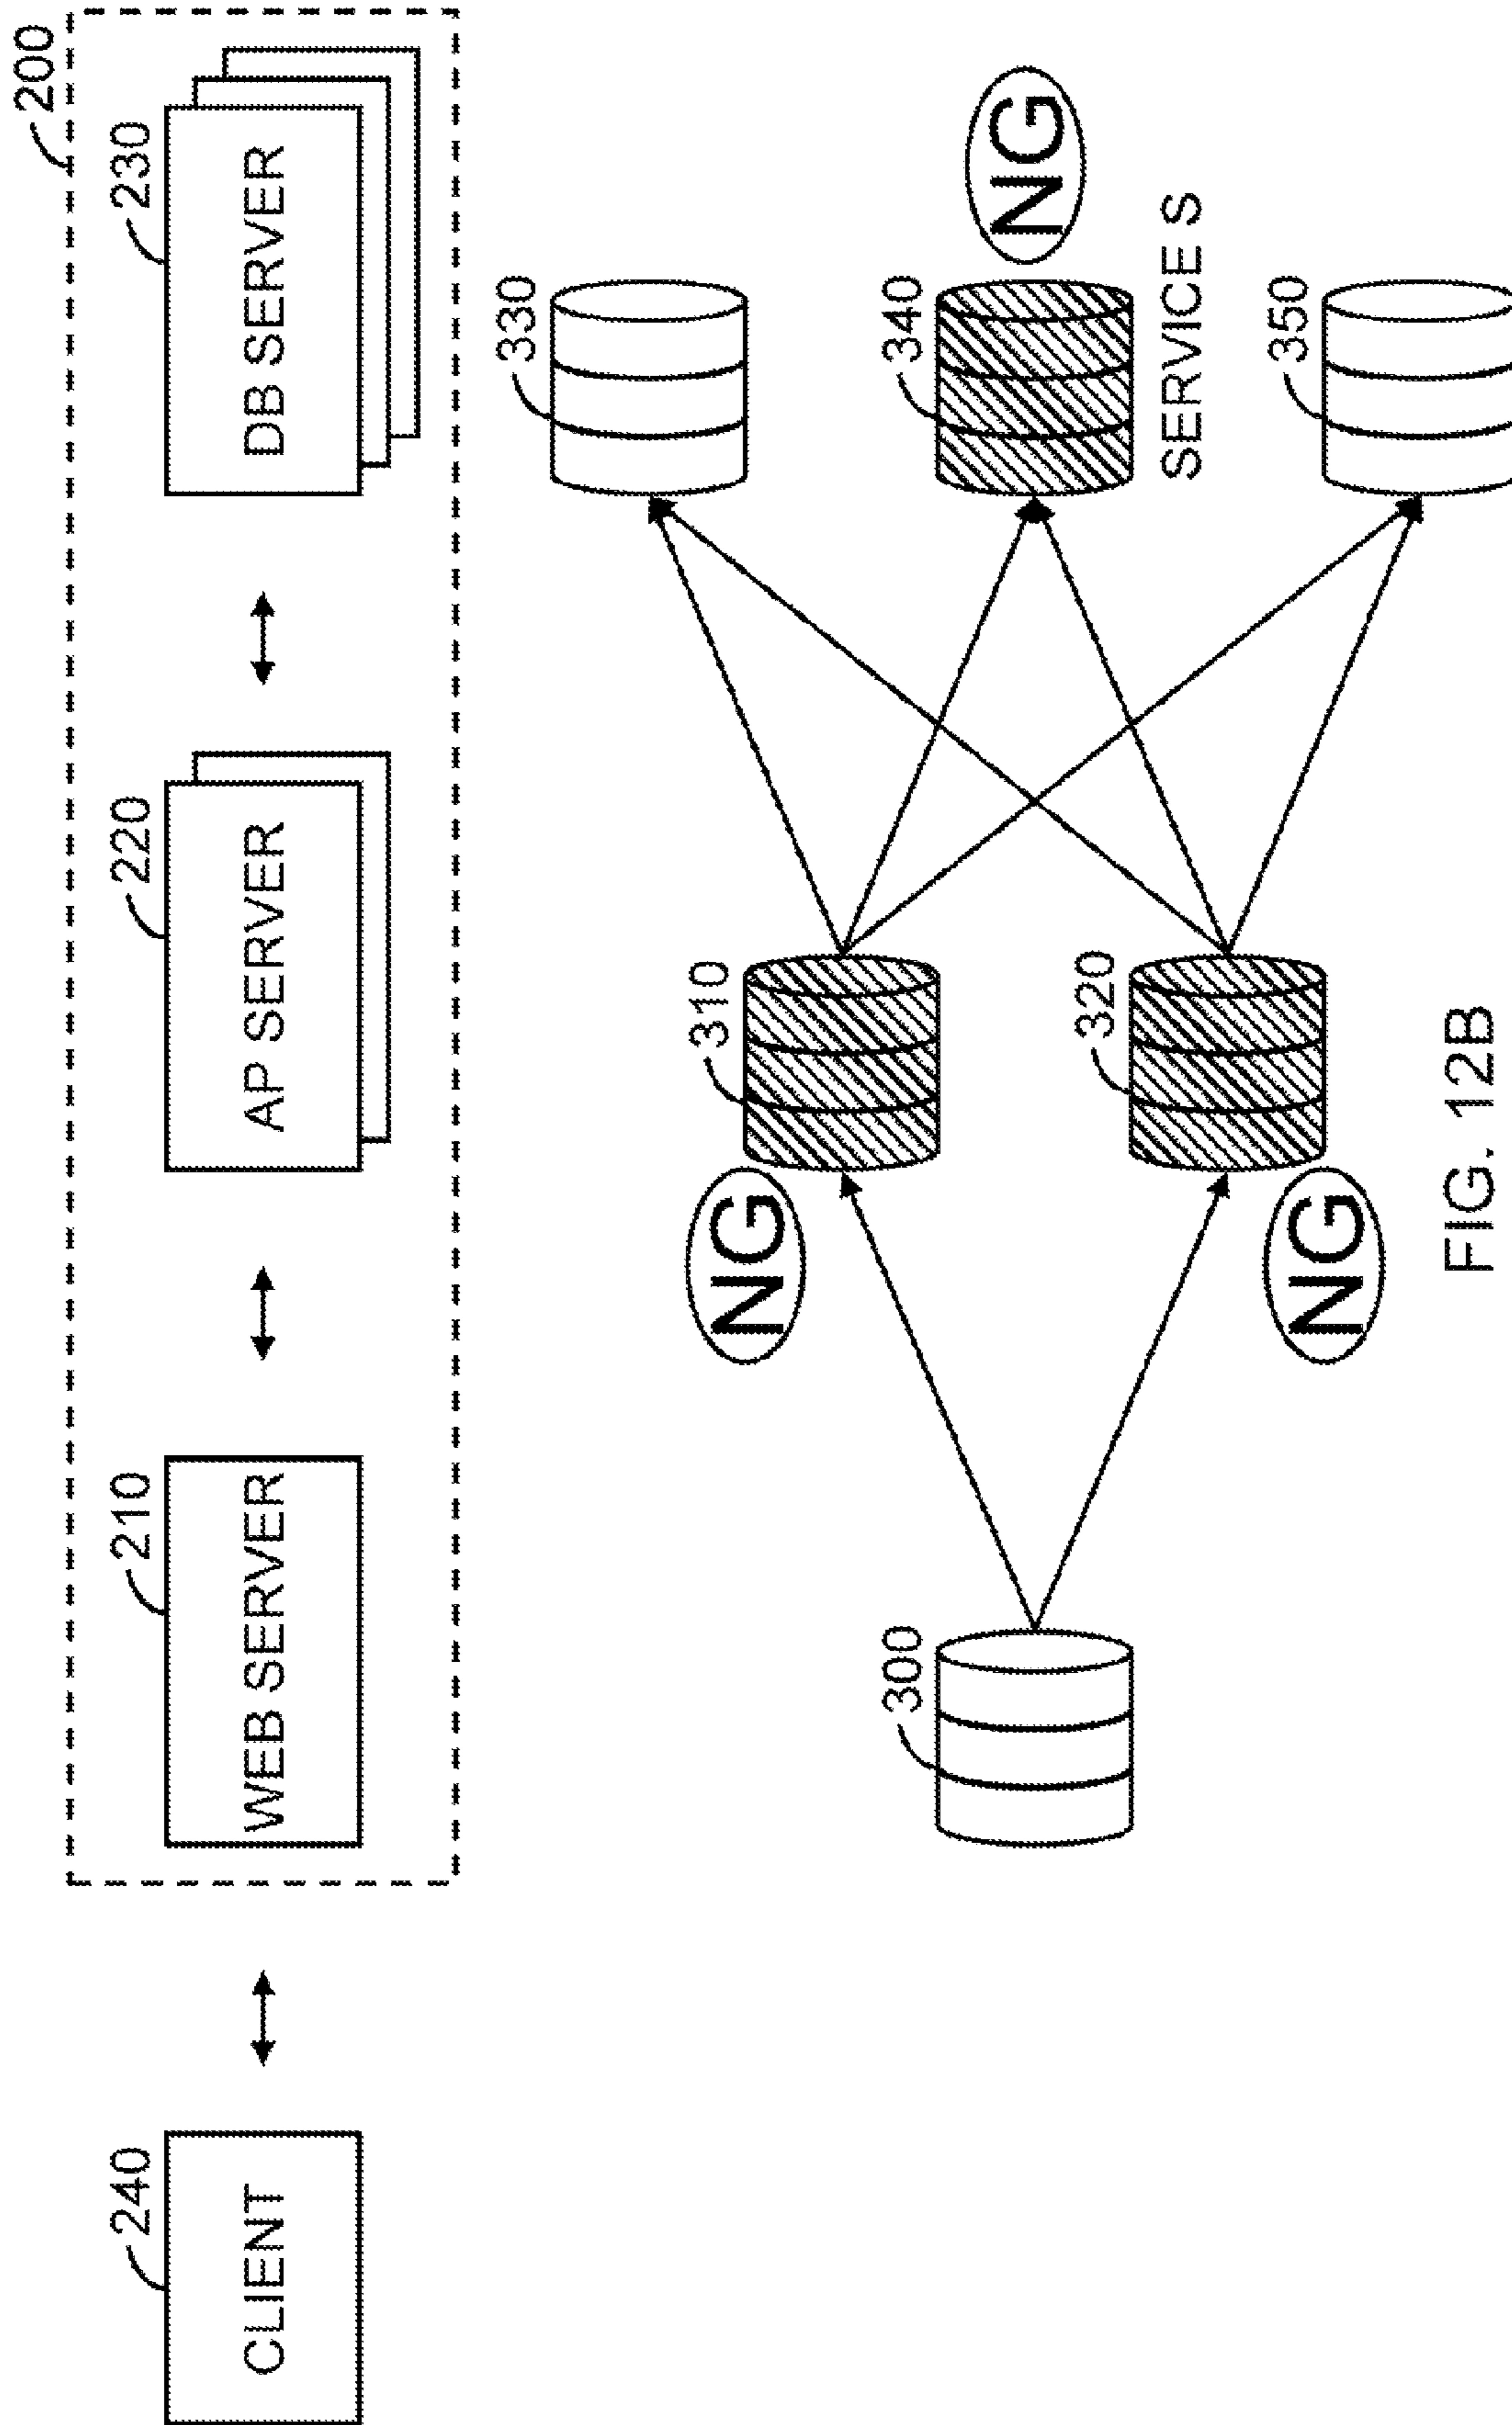 200
240
210
220
230
CLIENT
WEB SERVER
AP SERVER
DB SERVER
330
310
NG
300
340
NG
SERVICE S
320
NG
350
FIG. 12B